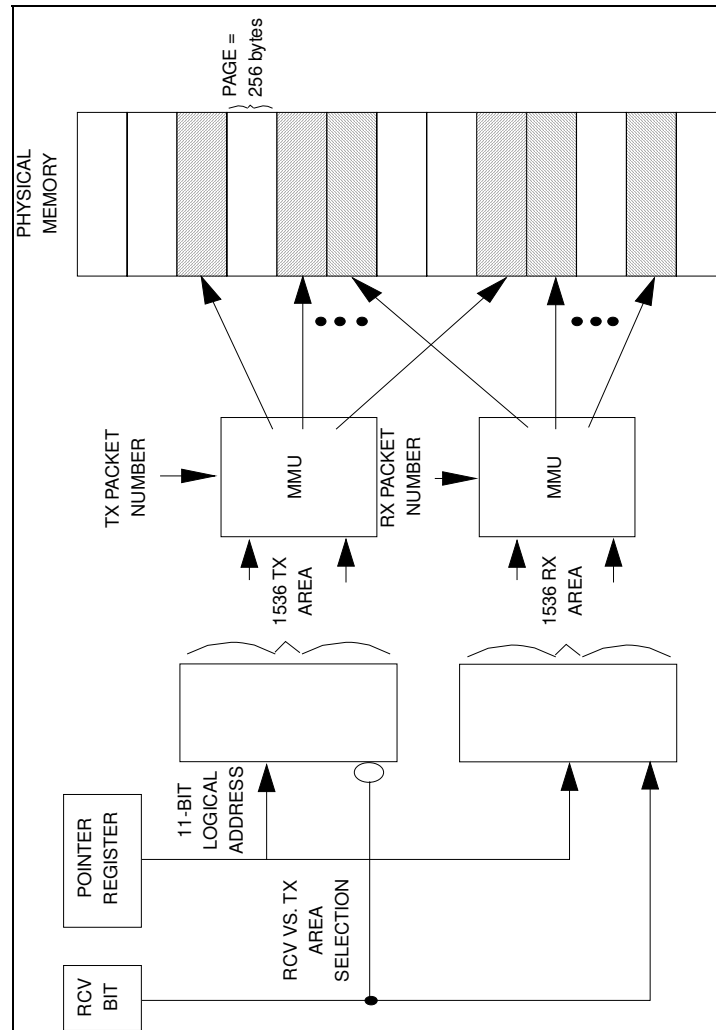 PHYSICAL
MEMORY
PAGE =
256 bytes
TX PACKET
NUMBER
MMU
RX PACKET
NUMBER
MMU
1536 TX
AREA
1536 RX
AREA
11-BIT
LOGICAL
ADDRESS
POINTER
REGISTER
RCV VS. TX
AREA
SELECTION
RCV
BIT